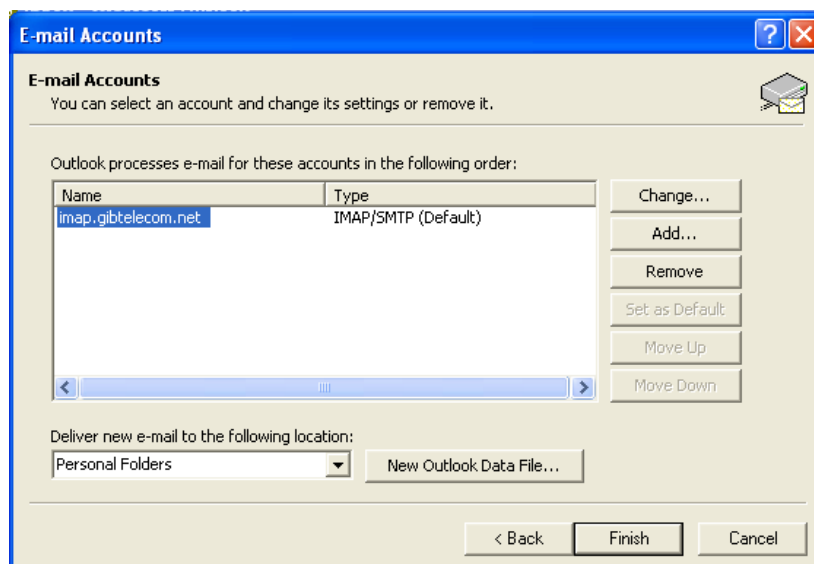 E-mail Accounts
E-mail Accounts
You can select an account and change its settings or remove it.
Outlook processes e-mail for these accounts in the following order:
Name Type
imap.gibtelecom.net IMAP/SMTP (Default)
Change...
Add...
Remove
Set as Default
Move Up
Move Down
Deliver new e-mail to the following location:
Personal Folders New Outlook Data File...
< Back Finish Cancel